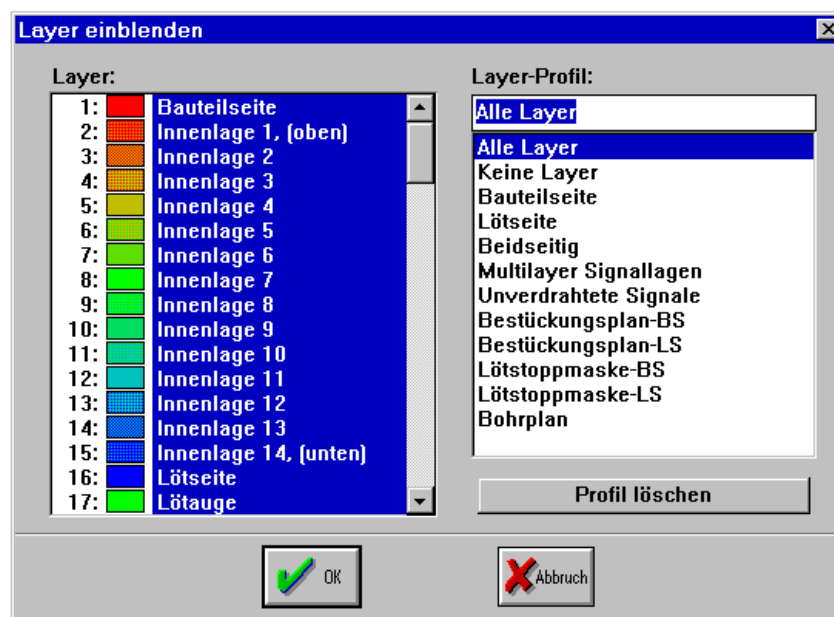 Layer einblenden
Layer:
1: Bauteilseite
2: Innenlage 1, (oben)
3: Innenlage 2
4: Innenlage 3
5: Innenlage 4
6: Innenlage 5
7: Innenlage 6
8: Innenlage 7
9: Innenlage 8
10: Innenlage 9
11: Innenlage 10
12: Innenlage 11
13: Innenlage 12
14: Innenlage 13
15: Innenlage 14, (unten)
16: Lötseite
17: Lötauge
Layer-Profil:
Alle Layer
Alle Layer
Keine Layer
Bauteilseite
Lötseite
Beidseitig
Multilayer Signallagen
Unverdrahtete Signale
Bestückungsplan-BS
Bestückungsplan-LS
Lötstoppmaske-BS
Lötstoppmaske-LS
Bohrplan
Profil löschen
OK
Abbruch